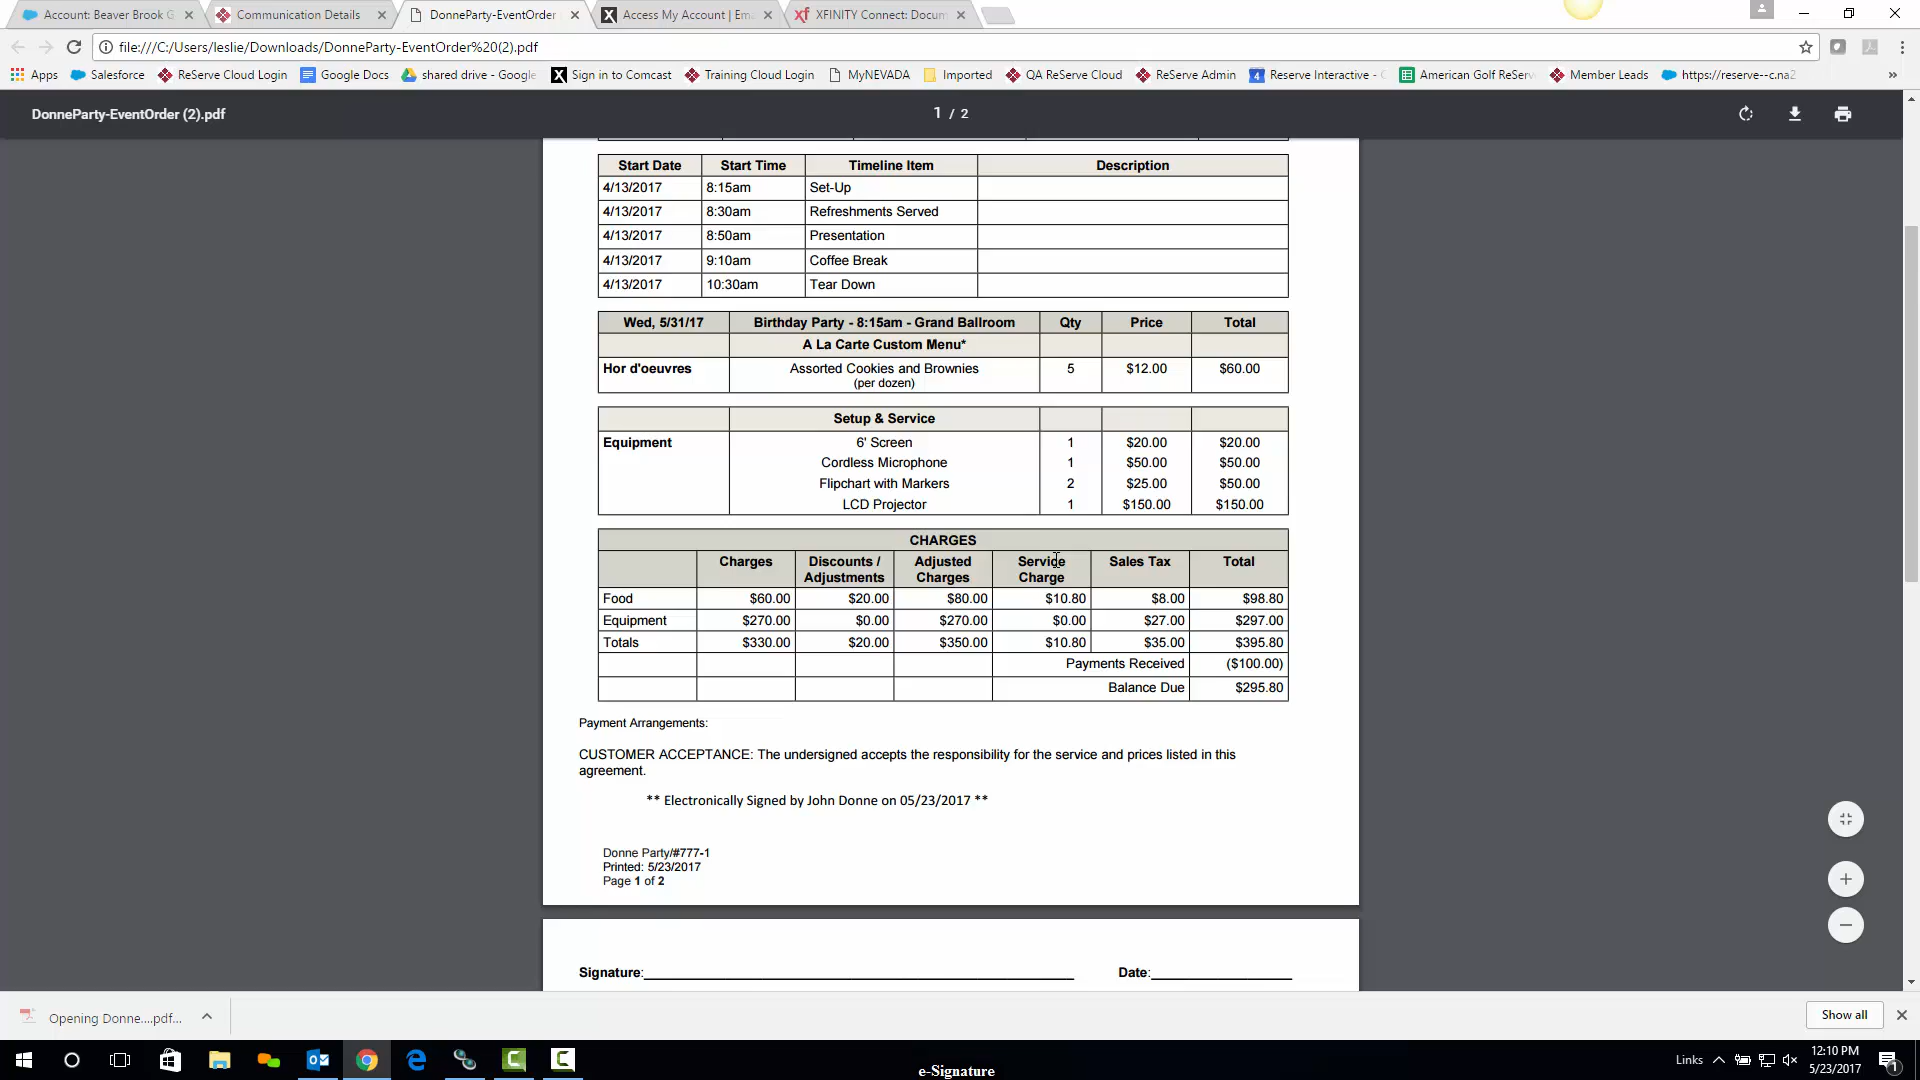 Account: Beaver Brook G
Communication Details
DonneParty-EventOrder
Access My Account | Em
XFINITY Connect: Docum
file:///C:/Users/leslie/Downloads/DonneParty-EventOrder%20(2).pdf
Apps Salesforce ReServe Cloud Login Google Docs shared drive - Google Sign in to Comcast Training Cloud Login MyNEVADA Imported QA ReServe Cloud ReServe Admin Reserve Interactive - American Golf ReServ Member Leads https://reserve--c.na2 »
DonneParty-EventOrder (2).pdf 1 / 2
Start Date Start Time Timeline Item Description
4/13/2017 8:15am Set-Up
4/13/2017 8:30am Refreshments Served
4/13/2017 8:50am Presentation
4/13/2017 9:10am Coffee Break
4/13/2017 10:30am Tear Down
Wed, 5/31/17 Birthday Party - 8:15am - Grand Ballroom Qty Price Total
A La Carte Custom Menu*
Hor d'oeuvres Assorted Cookies and Brownies 5 $12.00 $60.00
(per dozen)
Setup & Service
Equipment 6' Screen 1 $20.00 $20.00
Cordless Microphone 1 $50.00 $50.00
Flipchart with Markers 2 $25.00 $50.00
LCD Projector 1 $150.00 $150.00
CHARGES
Charges Discounts / Adjusted Service Sales Tax Total
Adjustments Charges Charge
Food $60.00 $20.00 $80.00 $10.80 $8.00 $98.80
Equipment $270.00 $0.00 $270.00 $0.00 $27.00 $297.00
Totals $330.00 $20.00 $350.00 $10.80 $35.00 $395.80
Payments Received ($100.00)
Balance Due $295.80
Payment Arrangements:
CUSTOMER ACCEPTANCE: The undersigned accepts the responsibility for the service and prices listed in this
agreement.
** Electronically Signed by John Donne on 05/23/2017 **
Donne Party/#777-1
Printed: 5/23/2017
Page 1 of 2
Signature: Date:
Opening Donne....pdf... Show all
Links 12:10 PM
5/23/2017
1
e-Signature